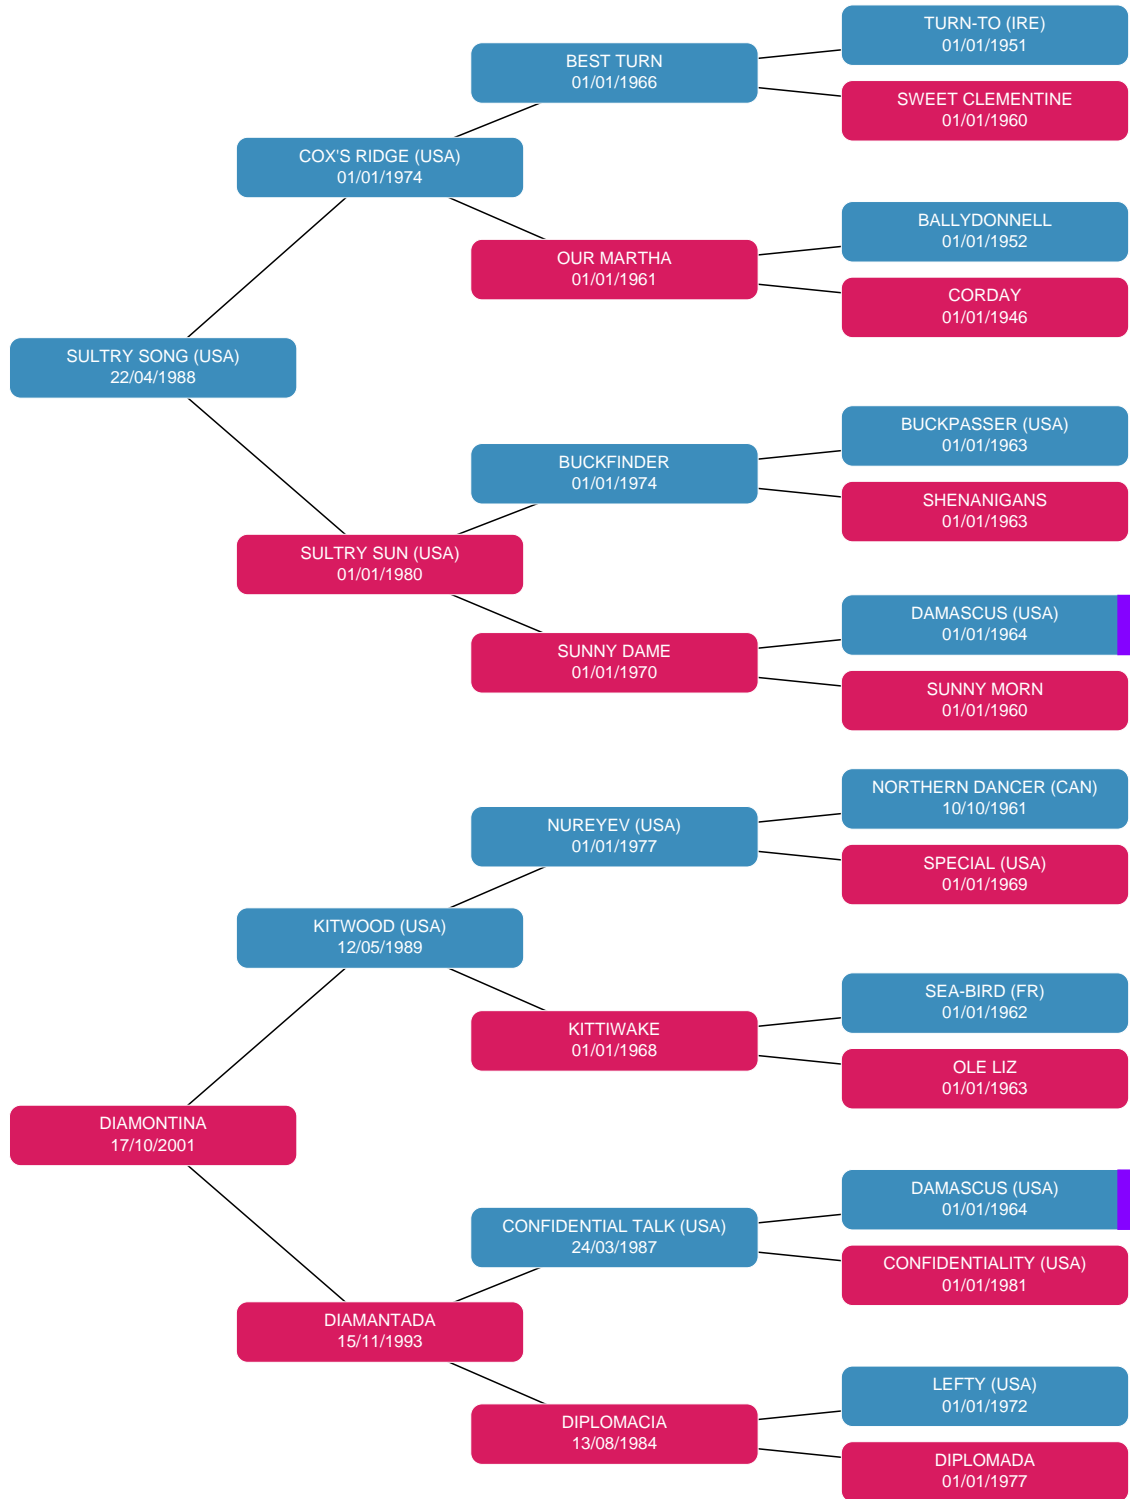 TURN-TO (IRE)
01/01/1951
BEST TURN
01/01/1966
SWEET CLEMENTINE
01/01/1960
COX'S RIDGE (USA)
01/01/1974
BALLYDONNELL
01/01/1952
OUR MARTHA
01/01/1961
CORDAY
01/01/1946
SULTRY SONG (USA)
22/04/1988
BUCKPASSER (USA)
01/01/1963
BUCKFINDER
01/01/1974
SHENANIGANS
01/01/1963
SULTRY SUN (USA)
01/01/1980
DAMASCUS (USA)
01/01/1964
SUNNY DAME
01/01/1970
SUNNY MORN
01/01/1960
NORTHERN DANCER (CAN)
10/10/1961
NUREYEV (USA)
01/01/1977
SPECIAL (USA)
01/01/1969
KITWOOD (USA)
12/05/1989
SEA-BIRD (FR)
01/01/1962
KITTIWAKE
01/01/1968
OLE LIZ
01/01/1963
DIAMONTINA
17/10/2001
DAMASCUS (USA)
01/01/1964
CONFIDENTIAL TALK (USA)
24/03/1987
CONFIDENTIALITY (USA)
01/01/1981
DIAMANTADA
15/11/1993
LEFTY (USA)
01/01/1972
DIPLOMACIA
13/08/1984
DIPLOMADA
01/01/1977